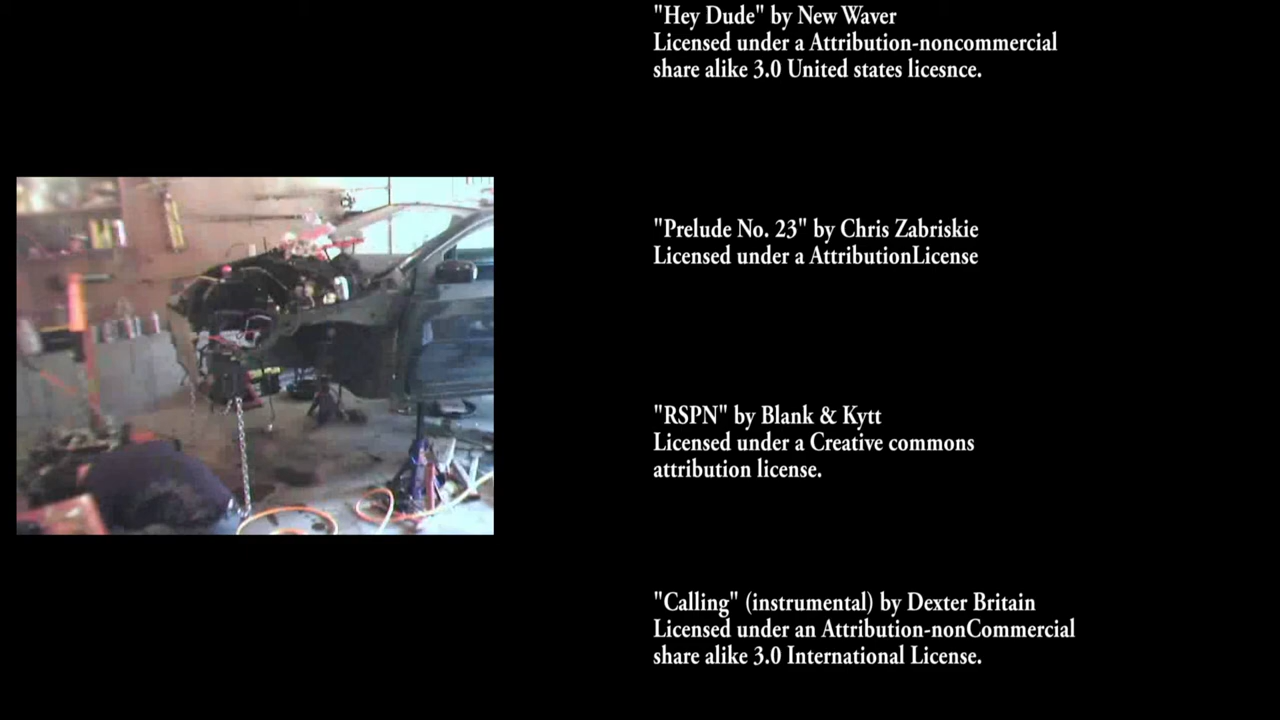 "Hey Dude" by New Waver
Licensed under a Attribution-noncommercial
share alike 3.0 United states licesnce.
"Prelude No. 23" by Chris Zabriskie
Licensed under a AttributionLicense
"RSPN" by Blank & Kytt
Licensed under a Creative commons
attribution license.
"Calling" (instrumental) by Dexter Britain
Licensed under an Attribution-nonCommercial
share alike 3.0 International License.